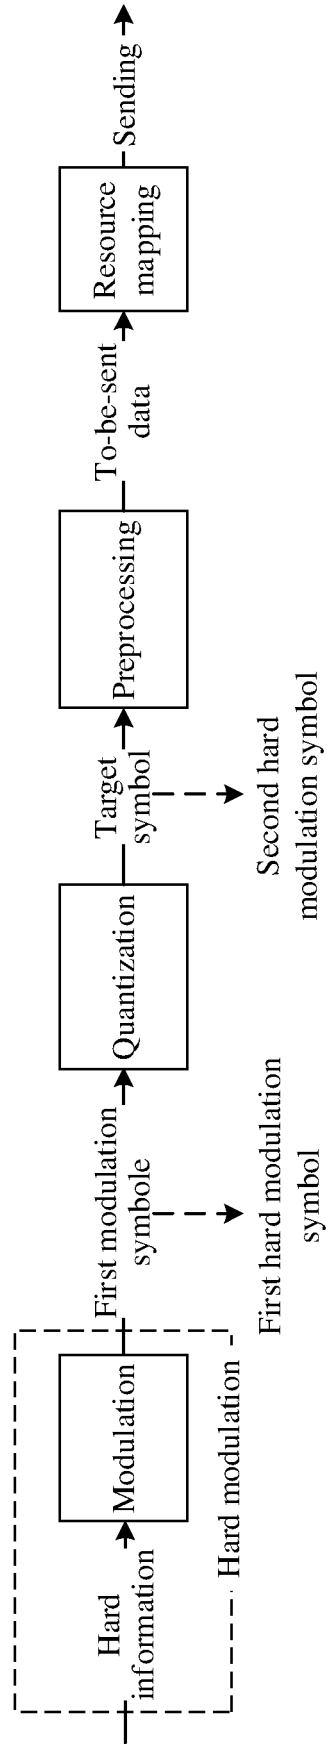 Hard
information
Modulation
Hard modulation
First modulation
symbole
First hard modulation
symbol
Quantization
Target
symbol
Second hard
modulation symbol
Preprocessing
To-be-sent
data
Resource
mapping
Sending